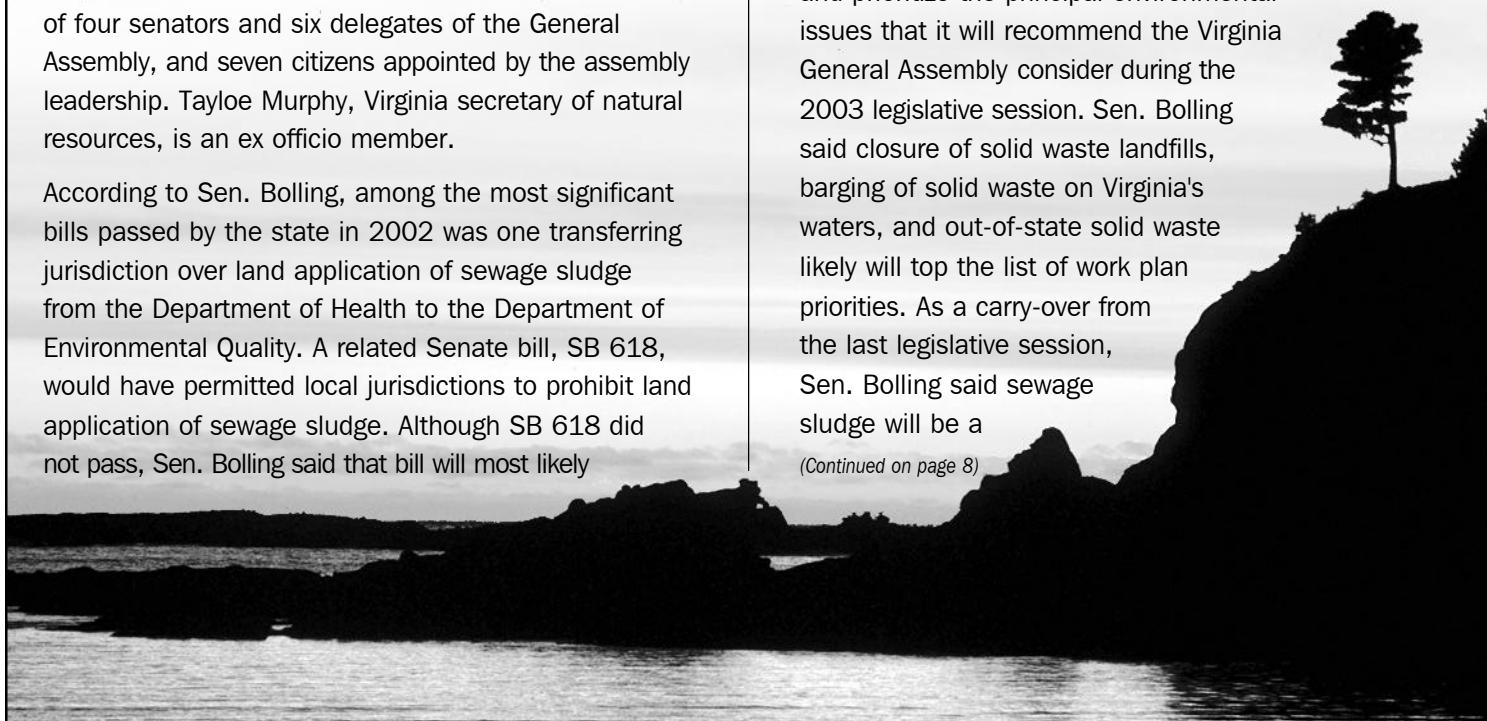 of four senators and six delegates of the General
Assembly, and seven citizens appointed by the assembly
leadership. Tayloe Murphy, Virginia secretary of natural
resources, is an ex officio member.
According to Sen. Bolling, among the most significant
bills passed by the state in 2002 was one transferring
jurisdiction over land application of sewage sludge
from the Department of Health to the Department of
Environmental Quality. A related Senate bill, SB 618,
would have permitted local jurisdictions to prohibit land
application of sewage sludge. Although SB 618 did
not pass, Sen. Bolling said that bill will most likely
and prioritize the principal environmental
issues that it will recommend the Virginia
General Assembly consider during the
2003 legislative session. Sen. Bolling
said closure of solid waste landfills,
barging of solid waste on Virginia's
waters, and out-of-state solid waste
likely will top the list of work plan
priorities. As a carry-over from
the last legislative session,
Sen. Bolling said sewage
sludge will be a
(Continued on page 8)